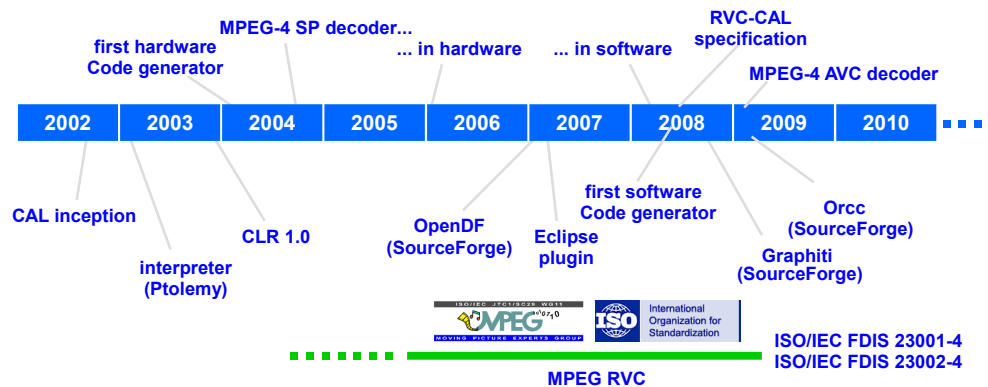 RVC-CAL
specification
MPEG-4 SP decoder...
first hardware
Code generator
... in hardware
... in software
MPEG-4 AVC decoder
2002 2003 2004 2005 2006 2007 2008 2009 2010
CAL inception
CLR 1.0
interpreter
(Ptolemy)
OpenDF
(SourceForge)
Eclipse
plugin
first software
Code generator
Orcc
(SourceForge)
Graphiti
(SourceForge)
ISO/IEC JTC1/SC29 WG11
MPEG
MOVING PICTURE EXPERTS GROUP
ISO
International
Organization for
Standardization
ISO/IEC FDIS 23001-4
ISO/IEC FDIS 23002-4
MPEG RVC